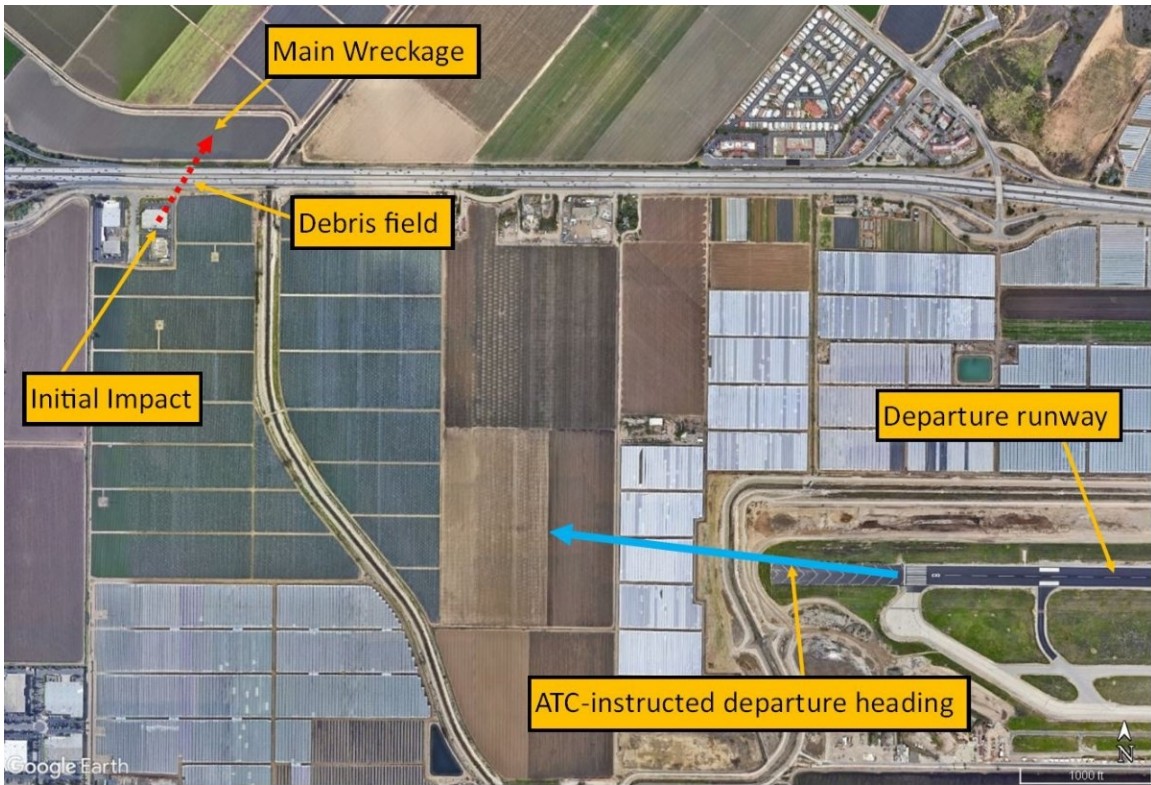 Main Wreckage
Debris field
Initial Impact
Departure runway
ATC-instructed departure heading
Google Earth
N
1000 ft